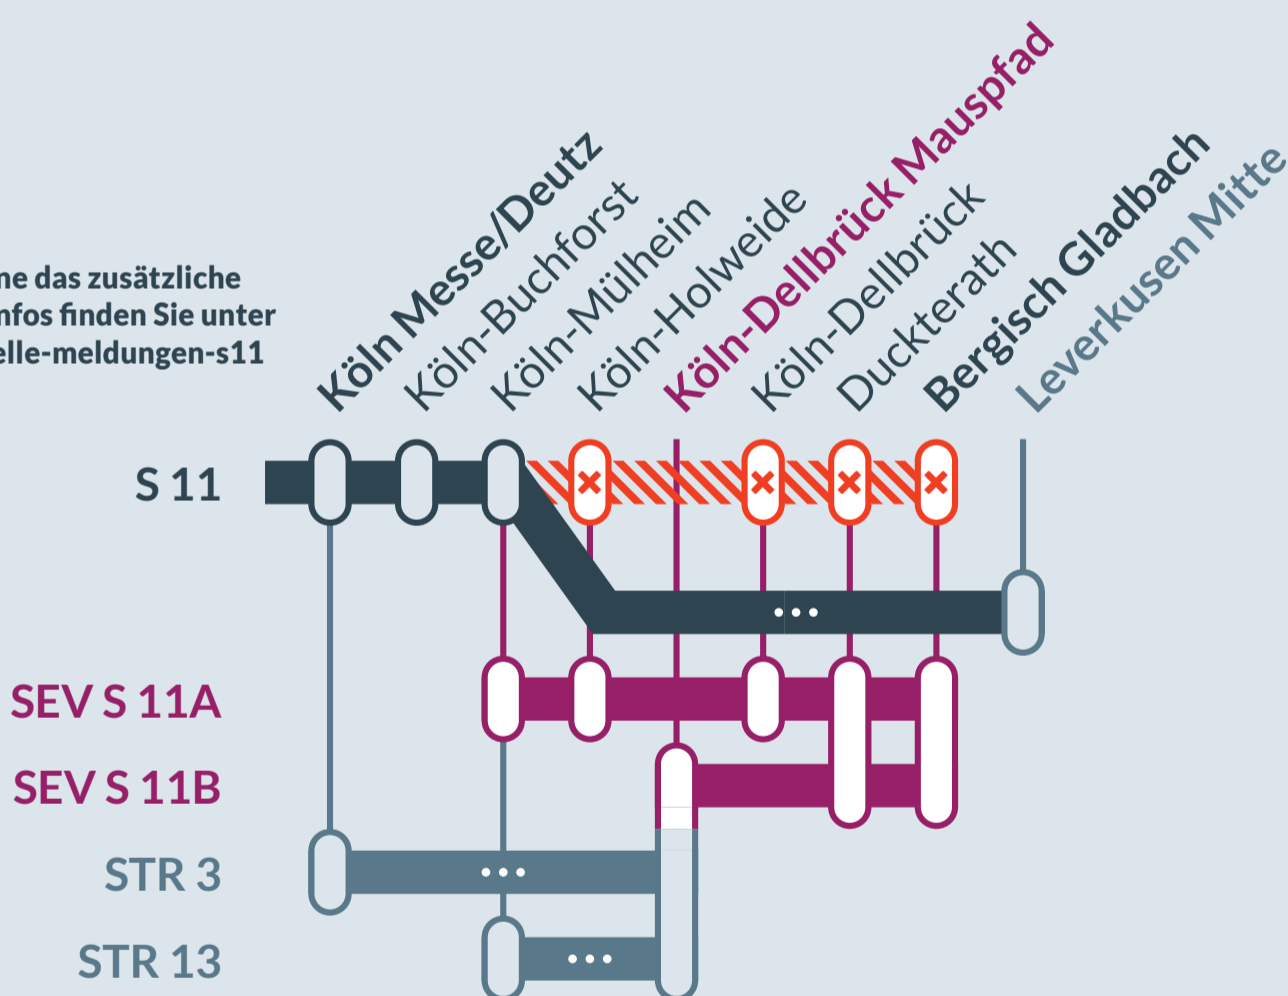 ne das zusätzliche
nfos finden Sie unter
elle-meldungen-s11
Köln Messe/Deutz
Köln-Buchforst
Köln-Mülheim
Köln-Holweide
Köln-Dellbrück Mauspfad
Köln-Dellbrück
Duckterath
Bergisch Gladbach
Leverkusen Mitte
S 11
SEV S 11A
SEV S 11B
STR 3
STR 13